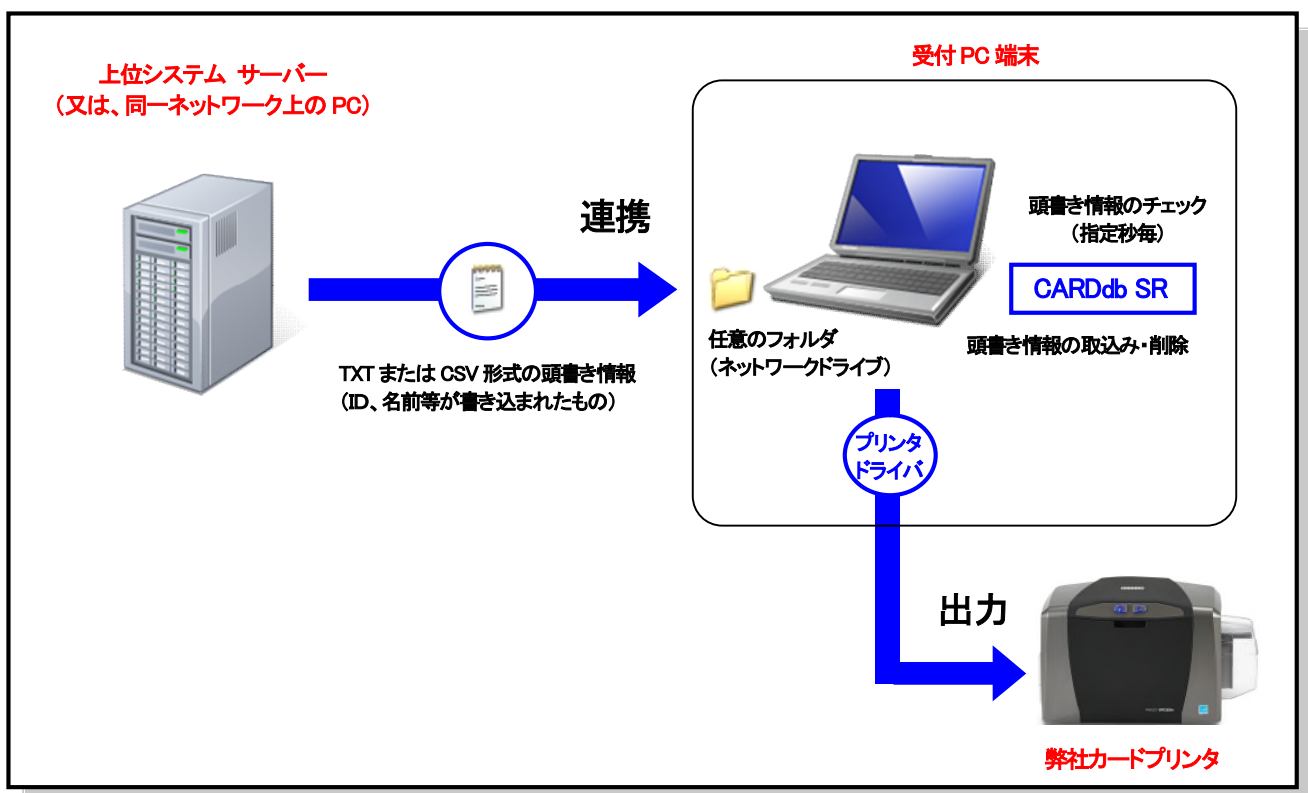 上位システム サーバー
（又は、同一ネットワーク上の PC）
連携
TXT または CSV 形式の頭書き情報
（ＩＤ、名前等が書き込まれたもの）
受付 PC 端末
頭書き情報のチェック
（指定秒毎）
CARDdb SR
頭書き情報の取込み・削除
任意のフォルダ
（ネットワークドライブ）
プリンタ
ドライバ
出力
弊社カードプリンタ